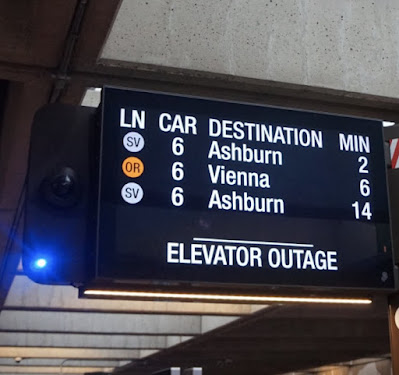 LN CAR DESTINATION MIN
SV 6 Ashburn 2
OR 6 Vienna 6
SV 6 Ashburn 14
ELEVATOR OUTAGE